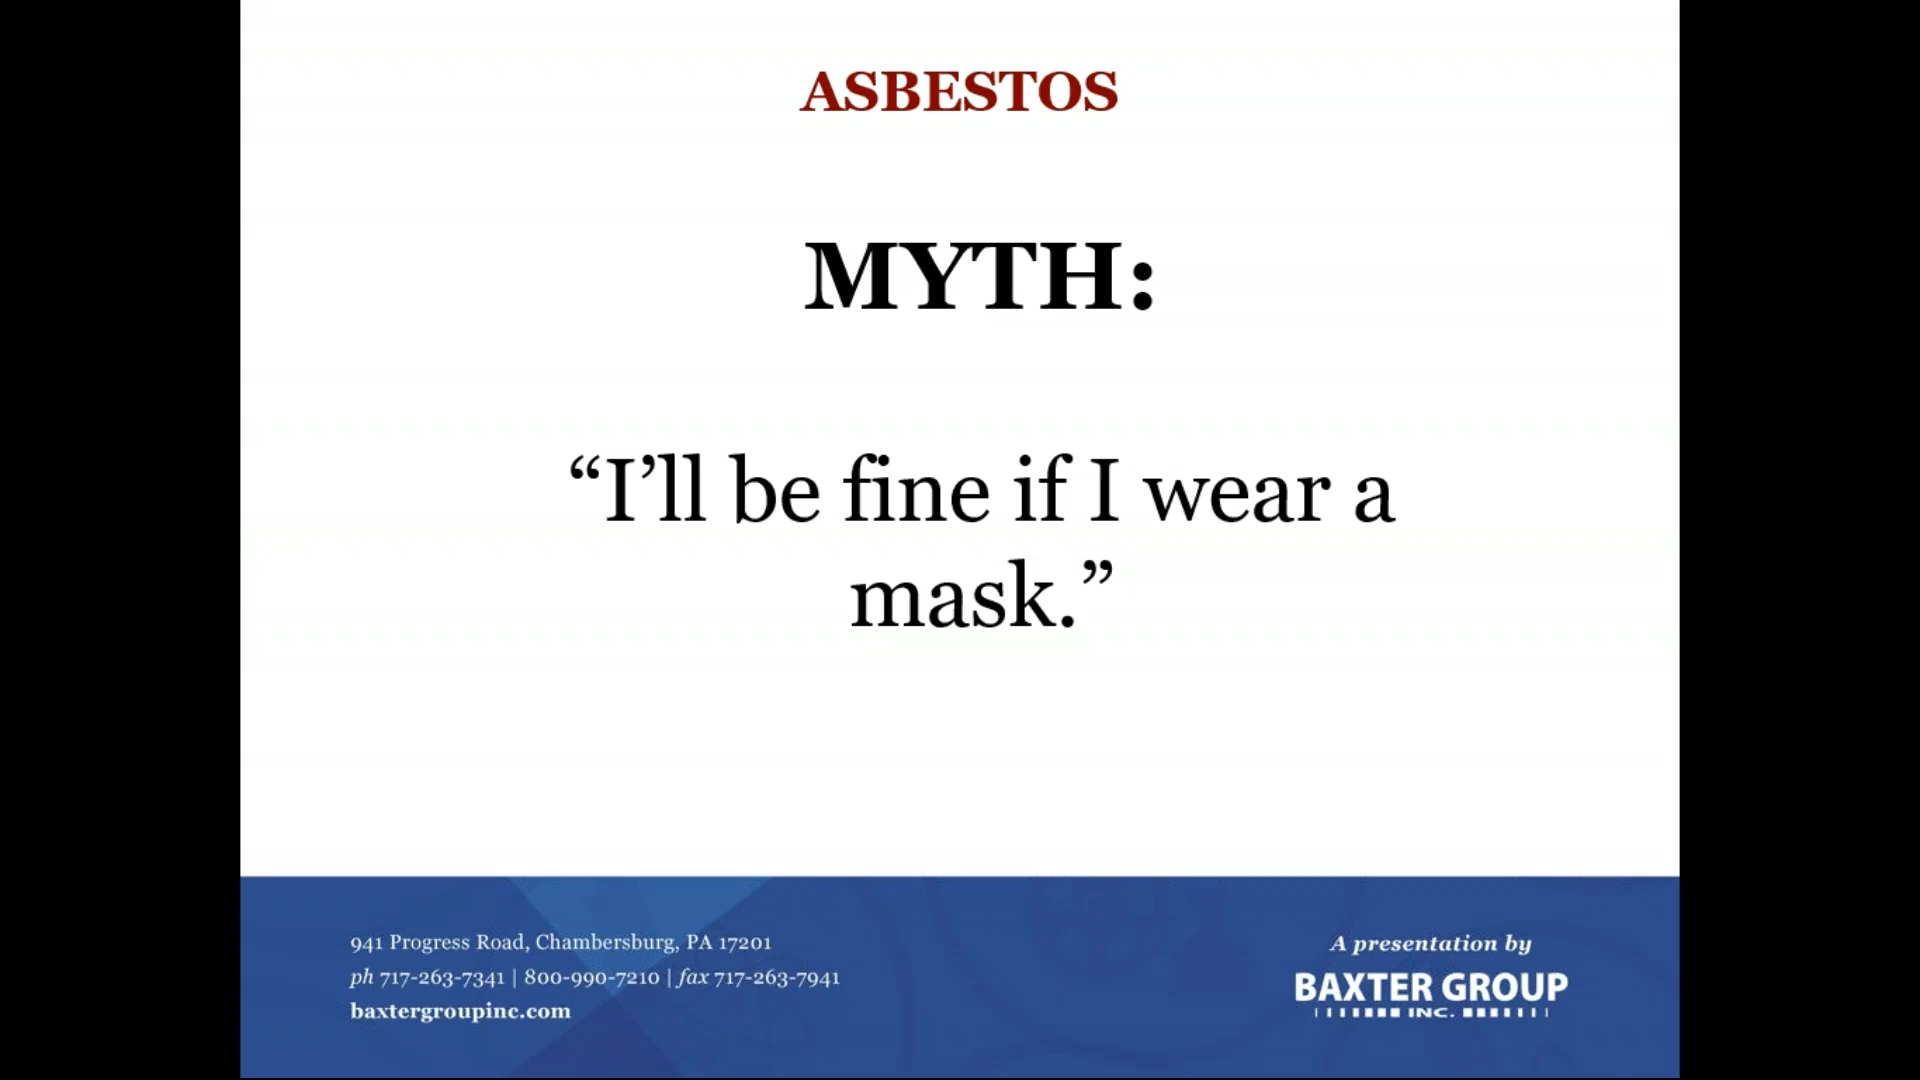 ASBESTOS
MYTH:
“I’ll be fine if I wear a
mask.”
941 Progress Road, Chambersburg, PA 17201
ph 717-263-7341 | 800-990-7210 | fax 717-263-7941
baxtergroupinc.com
A presentation by
BAXTER GROUP
INC.